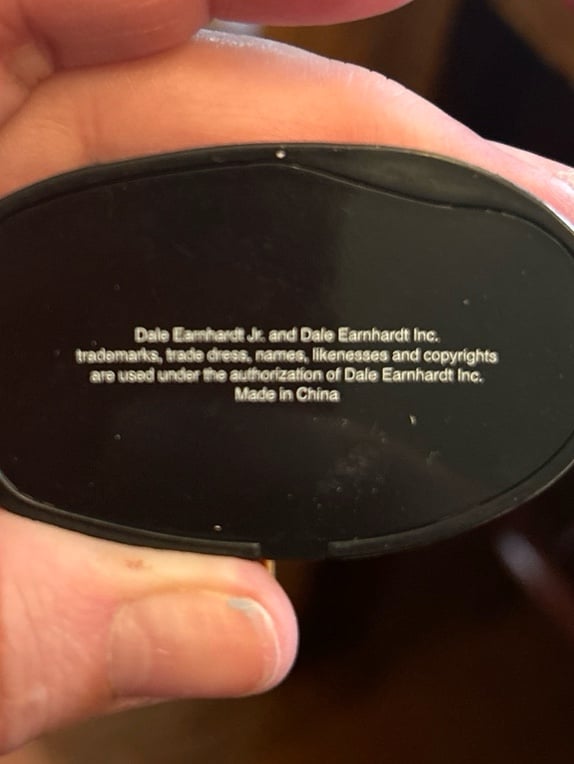 Dale Earnhardt Jr. and Dale Earnhardt Inc.
trademarks, trade dress, names, likenesses and copyrights
are used under the authorization of Dale Earnhardt Inc.
Made in China